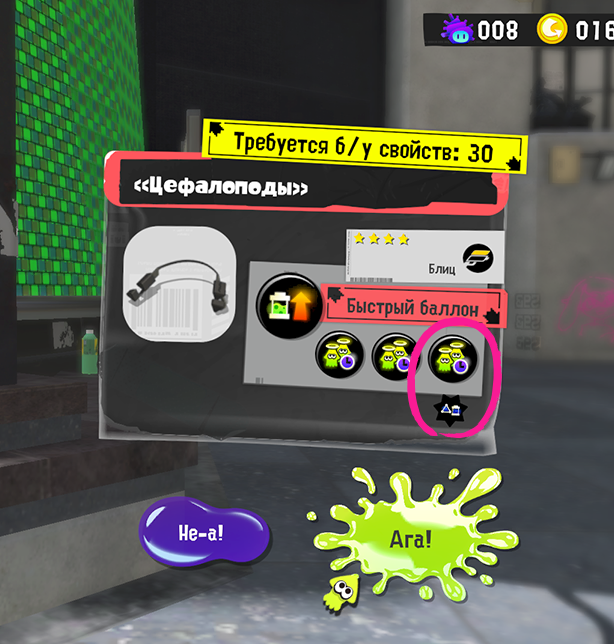 008 016
Требуется б/у свойств: 30
«Цефалоподы»
Блиц
Быстрый баллон
Не-а!
Ага!